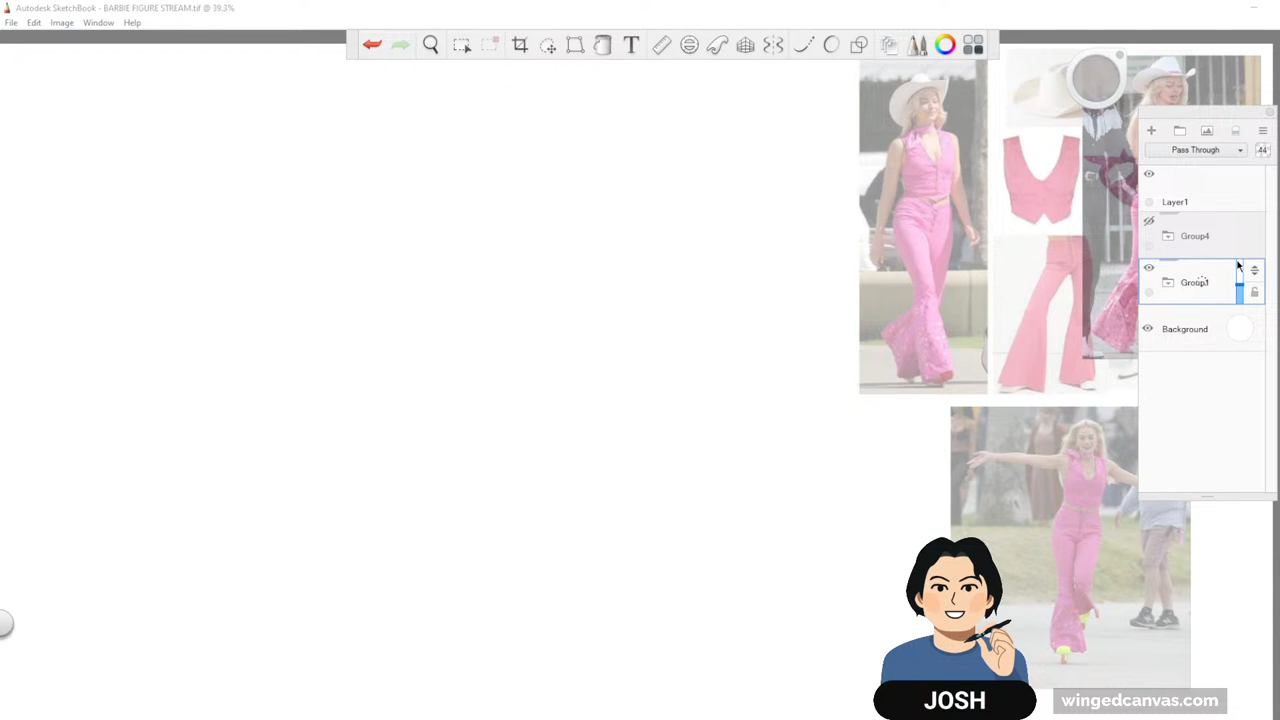 Autodesk SketchBook - BARBIE FIGURE STREAM.tif @ 39.3%
File Edit Image Window Help
Pass Through 44
Layer1
Group4
Group1
Background
JOSH
wingedcanvas.com